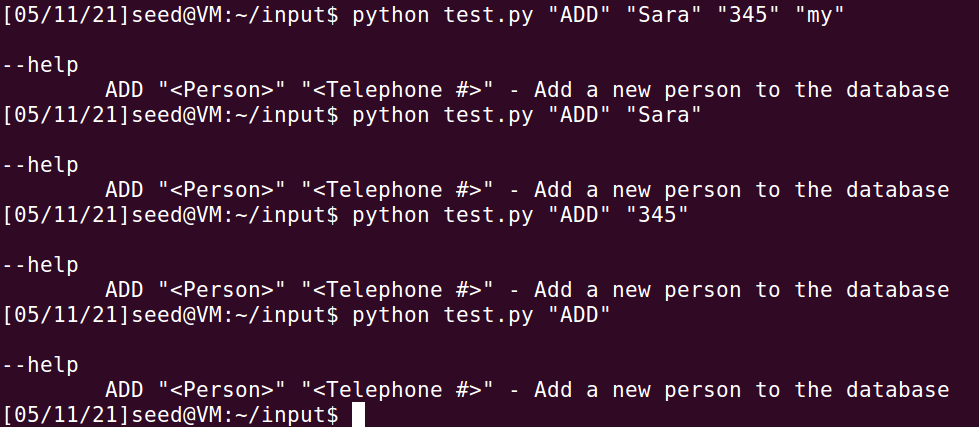 [05/11/21]seed@VM:~/input$ python test.py "ADD" "Sara" "345" "my"
--help
ADD "<Person>" "<Telephone #>" - Add a new person to the database
[05/11/21]seed@VM:~/input$ python test.py "ADD" "Sara"
--help
ADD "<Person>" "<Telephone #>" - Add a new person to the database
[05/11/21]seed@VM:~/input$ python test.py "ADD" "345"
--help
ADD "<Person>" "<Telephone #>" - Add a new person to the database
[05/11/21]seed@VM:~/input$ python test.py "ADD"
--help
ADD "<Person>" "<Telephone #>" - Add a new person to the database
[05/11/21]seed@VM:~/input$